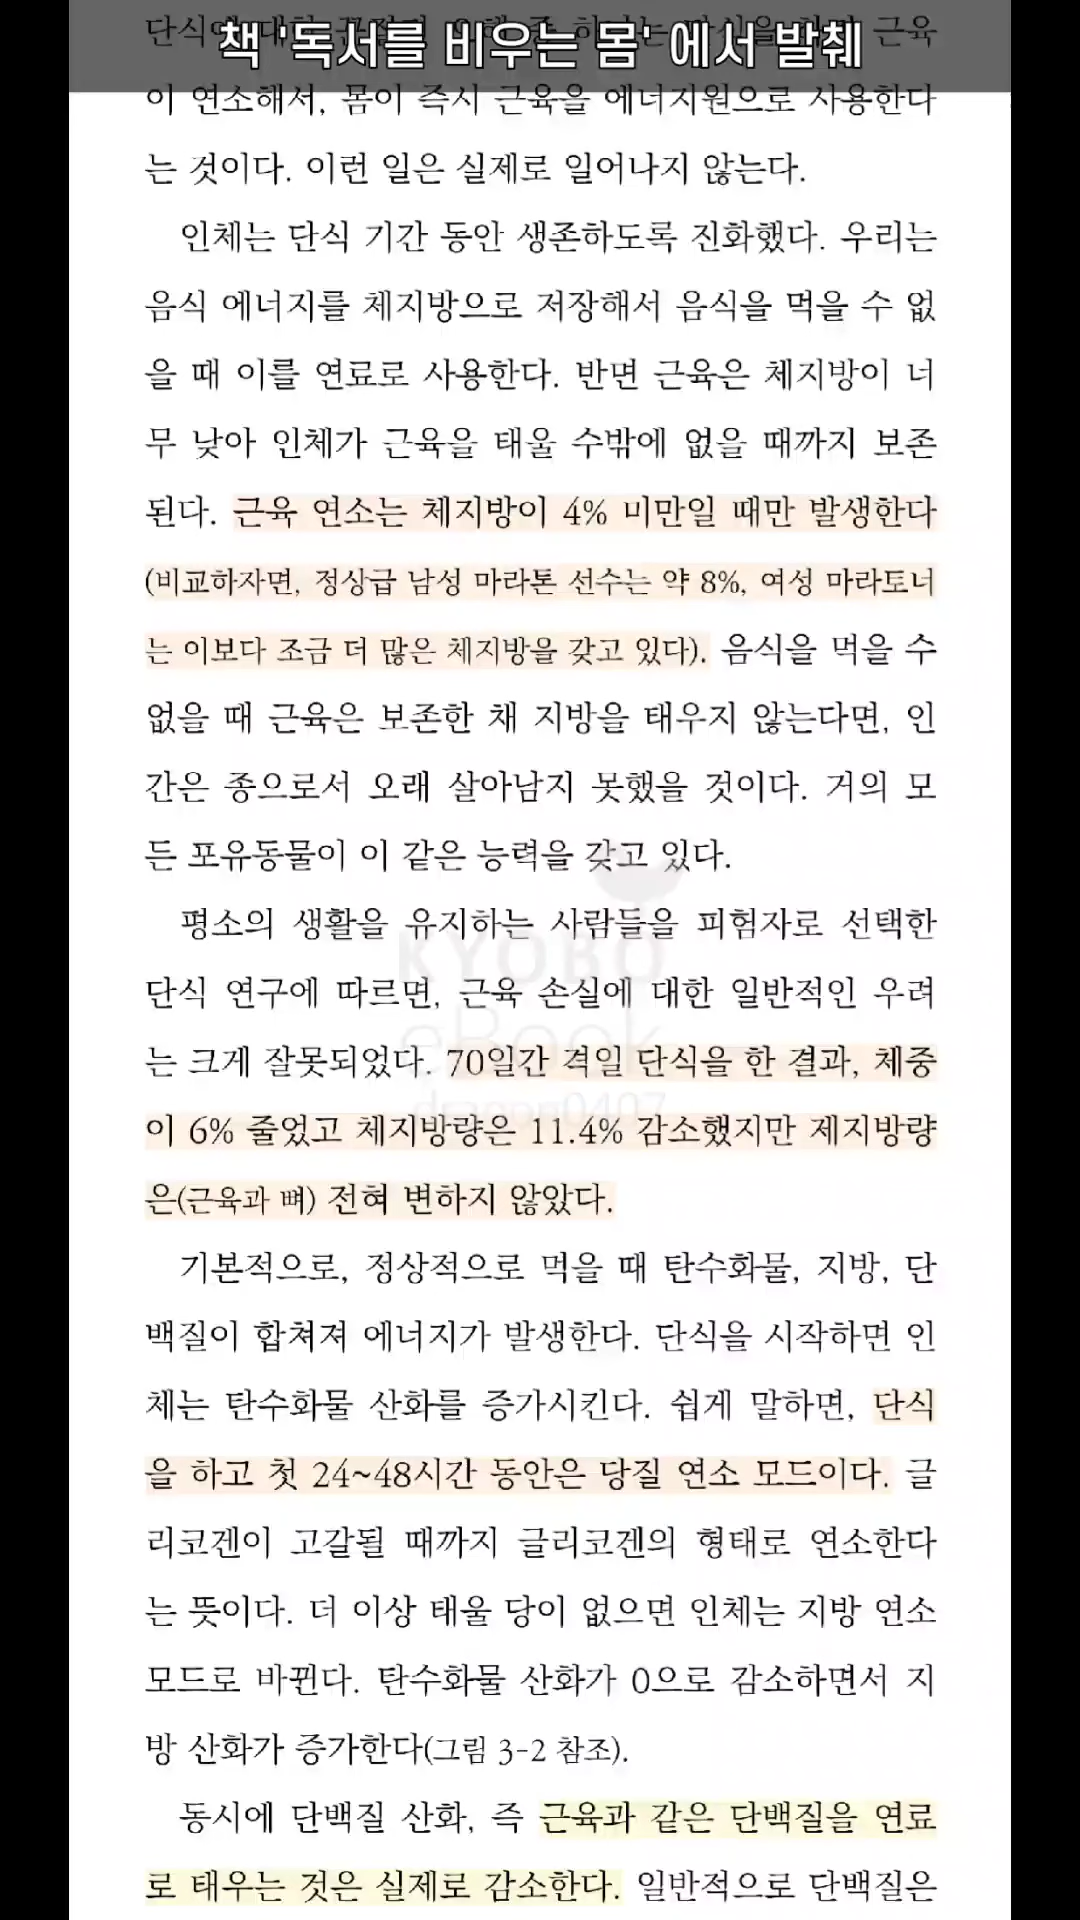 책 '독서를 비우는 몸' 에서 발췌
단식에 대한 근육
이 연소해서, 몸이 즉시 근육을 에너지원으로 사용한다
는 것이다. 이런 일은 실제로 일어나지 않는다.
인체는 단식 기간 동안 생존하도록 진화했다. 우리는
음식 에너지를 체지방으로 저장해서 음식을 먹을 수 없
을 때 이를 연료로 사용한다. 반면 근육은 체지방이 너
무 낮아 인체가 근육을 태울 수밖에 없을 때까지 보존
된다. 근육 연소는 체지방이 4% 미만일 때만 발생한다
(비교하자면, 정상급 남성 마라톤 선수는 약 8%, 여성 마라토너
는 이보다 조금 더 많은 체지방을 갖고 있다). 음식을 먹을 수
없을 때 근육은 보존한 채 지방을 태우지 않는다면, 인
간은 종으로서 오래 살아남지 못했을 것이다. 거의 모
든 포유동물이 이 같은 능력을 갖고 있다.
평소의 생활을 유지하는 사람들을 피험자로 선택한
KYOBO
단식 연구에 따르면, 근육 손실에 대한 일반적인 우려
eBook
는 크게 잘못되었다. 70일간 격일 단식을 한 결과, 체중
dragon0407
이 6% 줄었고 체지방량은 11.4% 감소했지만 제지방량
은(근육과 뼈) 전혀 변하지 않았다.
기본적으로, 정상적으로 먹을 때 탄수화물, 지방, 단
백질이 합쳐져 에너지가 발생한다. 단식을 시작하면 인
체는 탄수화물 산화를 증가시킨다. 쉽게 말하면, 단식
을 하고 첫 24~48시간 동안은 당질 연소 모드이다. 글
리코겐이 고갈될 때까지 글리코겐의 형태로 연소한다
는 뜻이다. 더 이상 태울 당이 없으면 인체는 지방 연소
모드로 바뀐다. 탄수화물 산화가 0으로 감소하면서 지
방 산화가 증가한다(그림 3-2 참조).
동시에 단백질 산화, 즉 근육과 같은 단백질을 연료
로 태우는 것은 실제로 감소한다. 일반적으로 단백질은